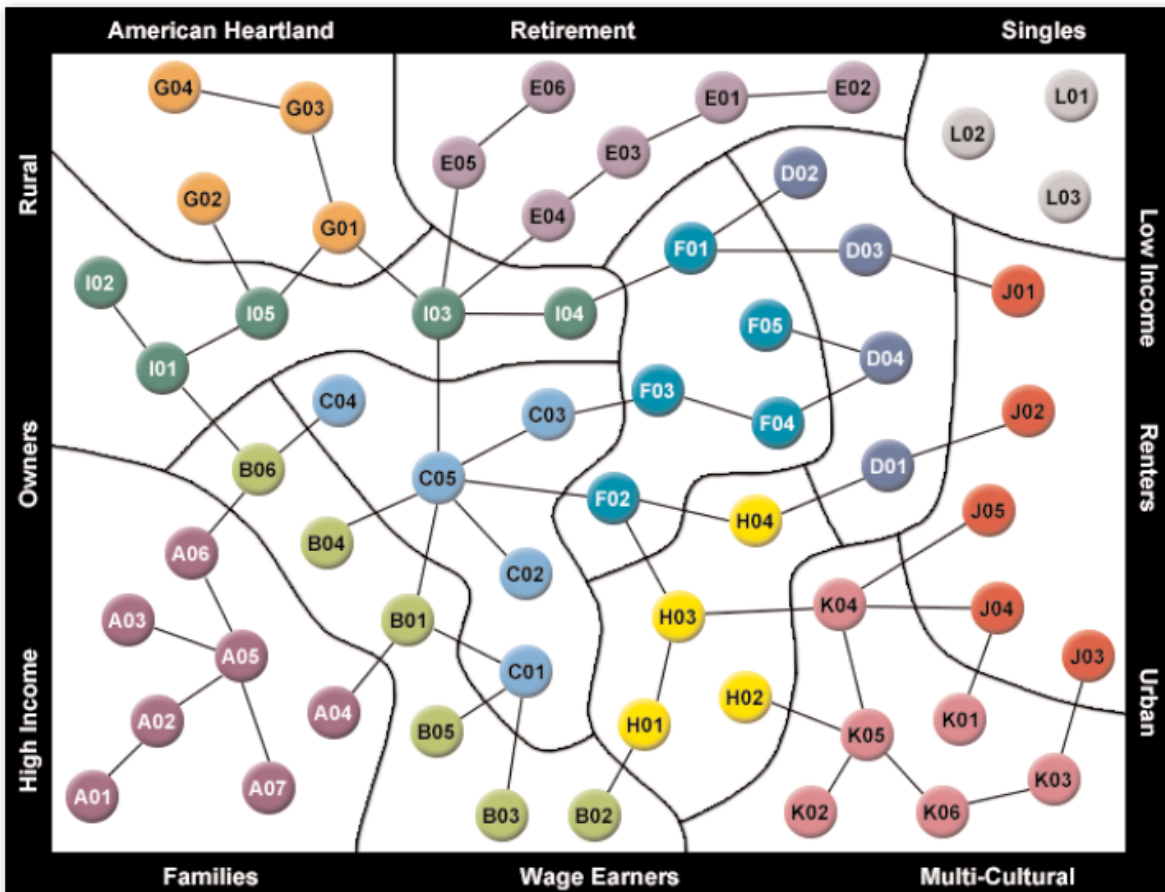 American Heartland
Retirement
Singles
Rural
Owners
High Income
Low Income
Renters
Urban
G04
G03
G02
G01
E06
E01
E02
E05
E03
E04
L01
L02
L03
D02
F01
D03
J01
I02
I05
I03
I04
I01
F05
D04
C04
C03
F03
F04
J02
B06
C05
D01
F02
H04
J05
A06
B04
C02
A03
B01
H03
K04
J04
A05
C01
J03
A02
A04
B05
H01
H02
K05
K01
A01
A07
B03
B02
K02
K06
K03
Families
Wage Earners
Multi-Cultural